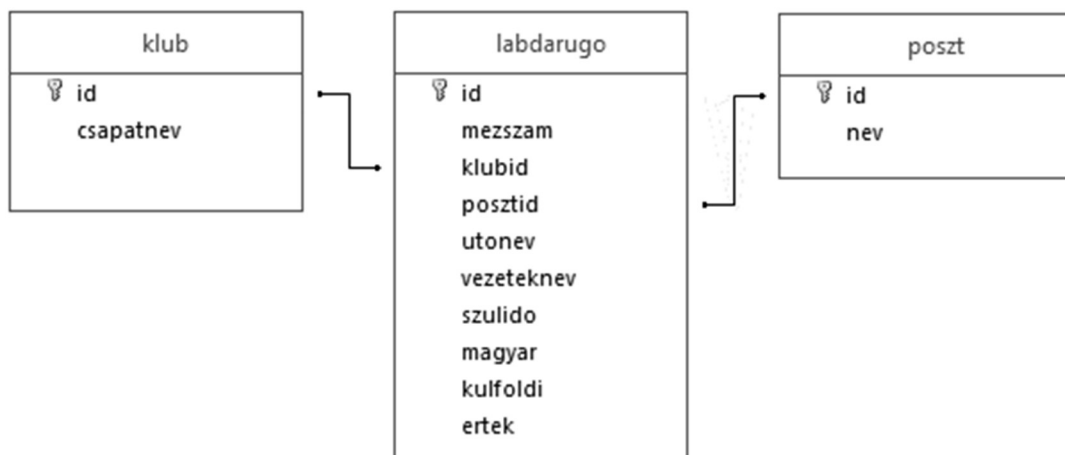 klub
id
csapatnev
labdarugo
id
mezszam
klubid
posztid
utonev
vezeteknev
szulido
magyar
kulfoldi
ertek
poszt
id
nev